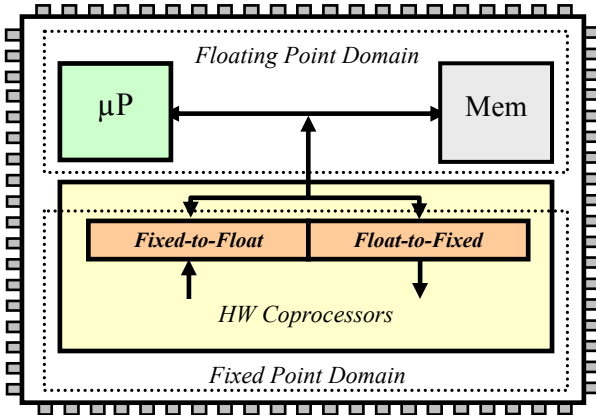 Floating Point Domain
µP
Mem
Fixed-to-Float
Float-to-Fixed
HW Coprocessors
Fixed Point Domain